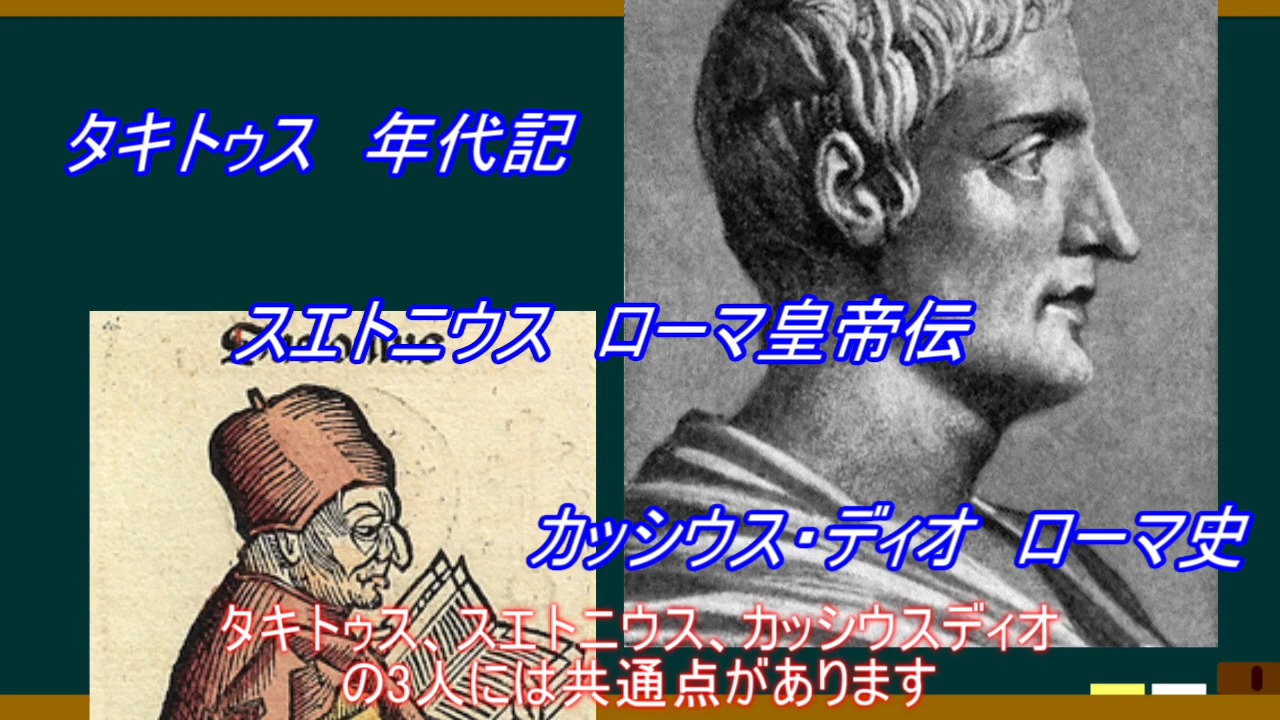 タキトゥス　年代記
スエトニウス　ローマ皇帝伝
カッシウス・ディオ　ローマ史
タキトゥス、スエトニウス、カッシウスディオ
の3人には共通点があります